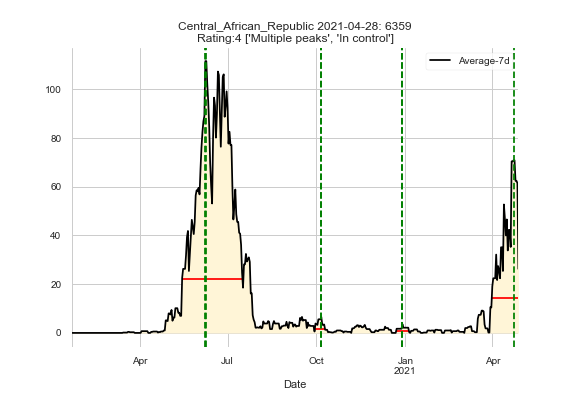 Central_African_Republic 2021-04-28: 6359
Rating:4 ['Multiple peaks', 'In control']
Average-7d
100
80
60
40
20
0
Apr Jul Oct Jan Apr
2021
Date